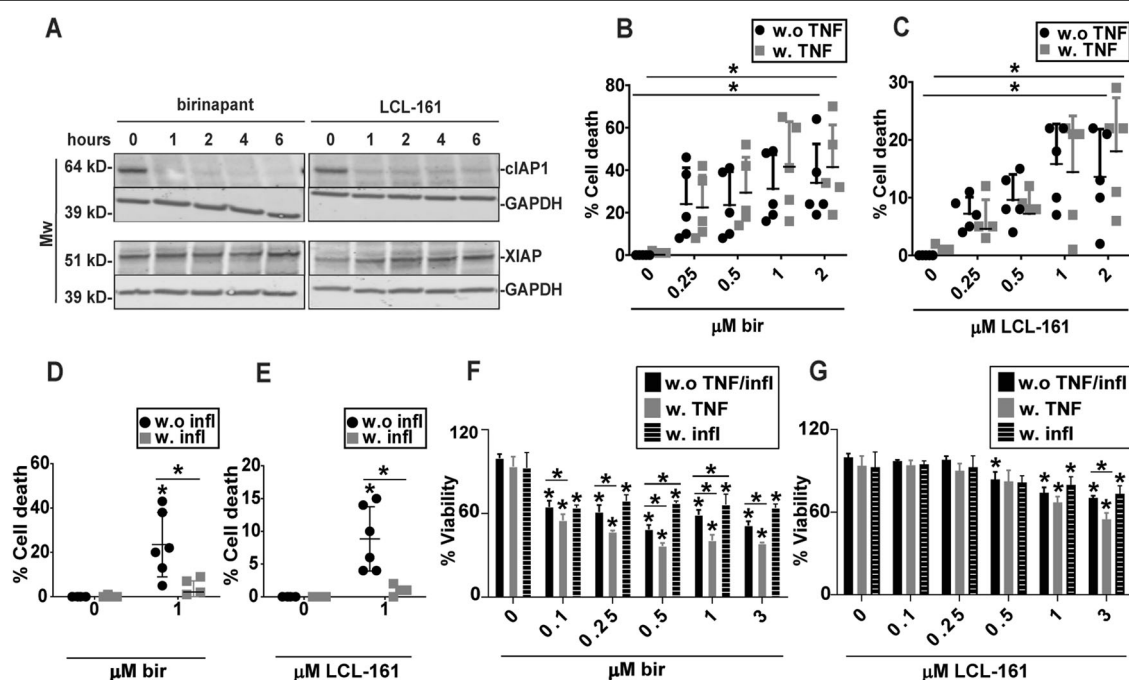 A
birinapant LCL-161
hours 0 1 2 4 6 0 1 2 4 6
64 kD- -cIAP1
39 kD- -GAPDH
Mw
51 kD- -XIAP
39 kD- -GAPDH
B
w.o TNF
w. TNF
*
*
% Cell death
80
60
40
20
0
0 0.25 0.5 1 2
μM bir
C
w.o TNF
w. TNF
*
*
% Cell death
30
20
10
0
0 0.25 0.5 1 2
μM LCL-161
D
w.o infl
w. infl
% Cell death
60
40
20
0
*
*
0 1
μM bir
E
w.o infl
w. infl
% Cell death
20
15
10
5
0
*
*
0 1
μM LCL-161
F
w.o TNF/infl
w. TNF
w. infl
% Viability
120
60
0
* * * * *
* *
* * * * * * * * * * * * * * *
0 0.1 0.25 0.5 1 3
μM bir
G
w.o TNF/infl
w. TNF
w. infl
% Viability
120
60
0
*
* * * * * * *
0 0.1 0.25 0.5 1 3
μM LCL-161